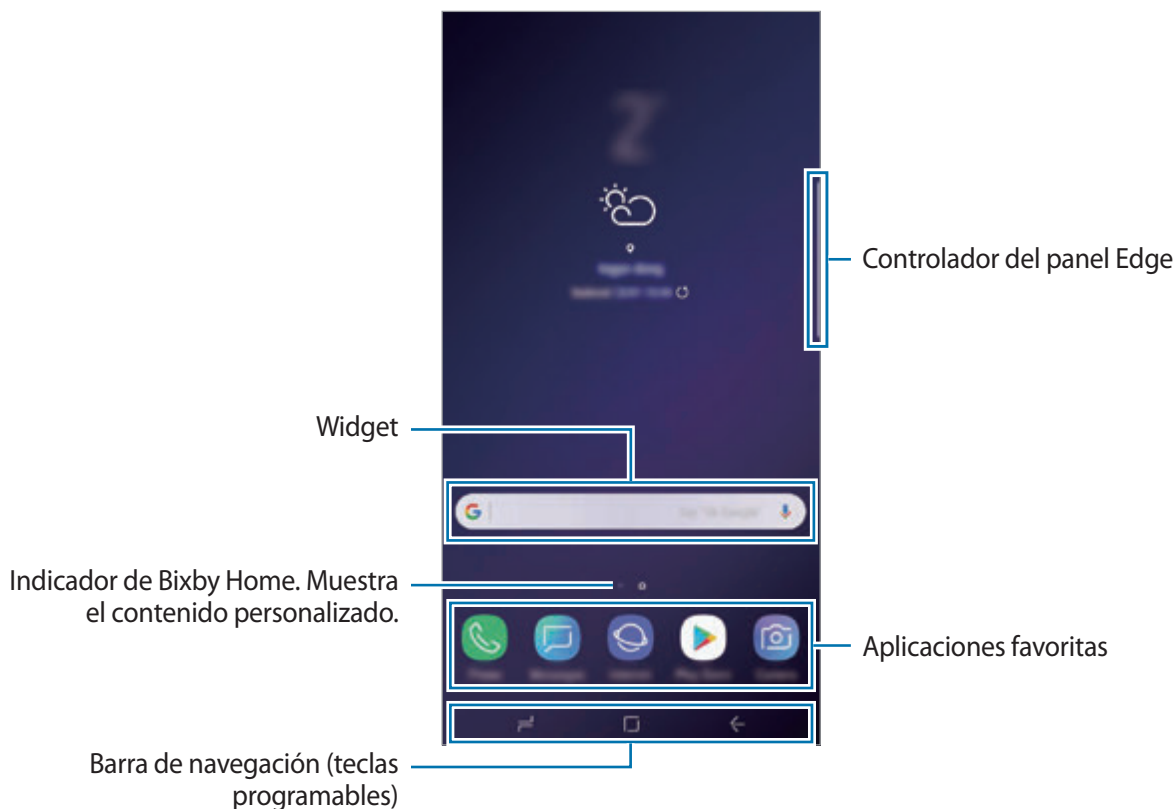 Controlador del panel Edge
Widget
Indicador de Bixby Home. Muestra
el contenido personalizado.
Aplicaciones favoritas
Barra de navegación (teclas
programables)